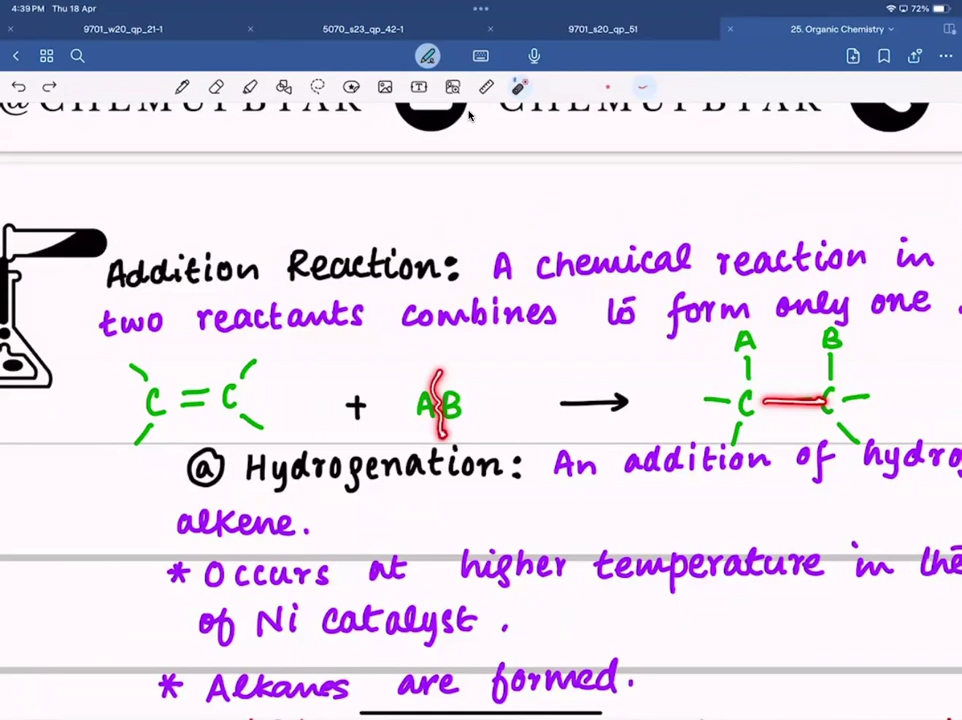 4:39 PM Thu 18 Apr
72%
9701_w20_qp_21-1
5070_s23_qp_42-1
9701_s20_qp_51
25. Organic Chemistry
Addition Reaction: A chemical reaction in
two reactants combines to form only one.
A B
C = C + AB → C — C
ⓐ Hydrogenation: An addition of hydro
alkene.
* Occurs at higher temperature in the
of Ni catalyst.
* Alkanes are formed.